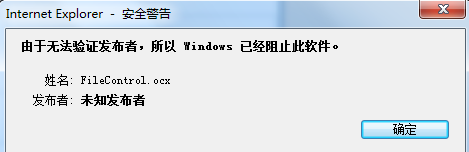 Internet Explorer - 安全警告
由于无法验证发布者，所以 Windows 已经阻止此软件。
姓名: FileControl.ocx
发布者: 未知发布者
确定